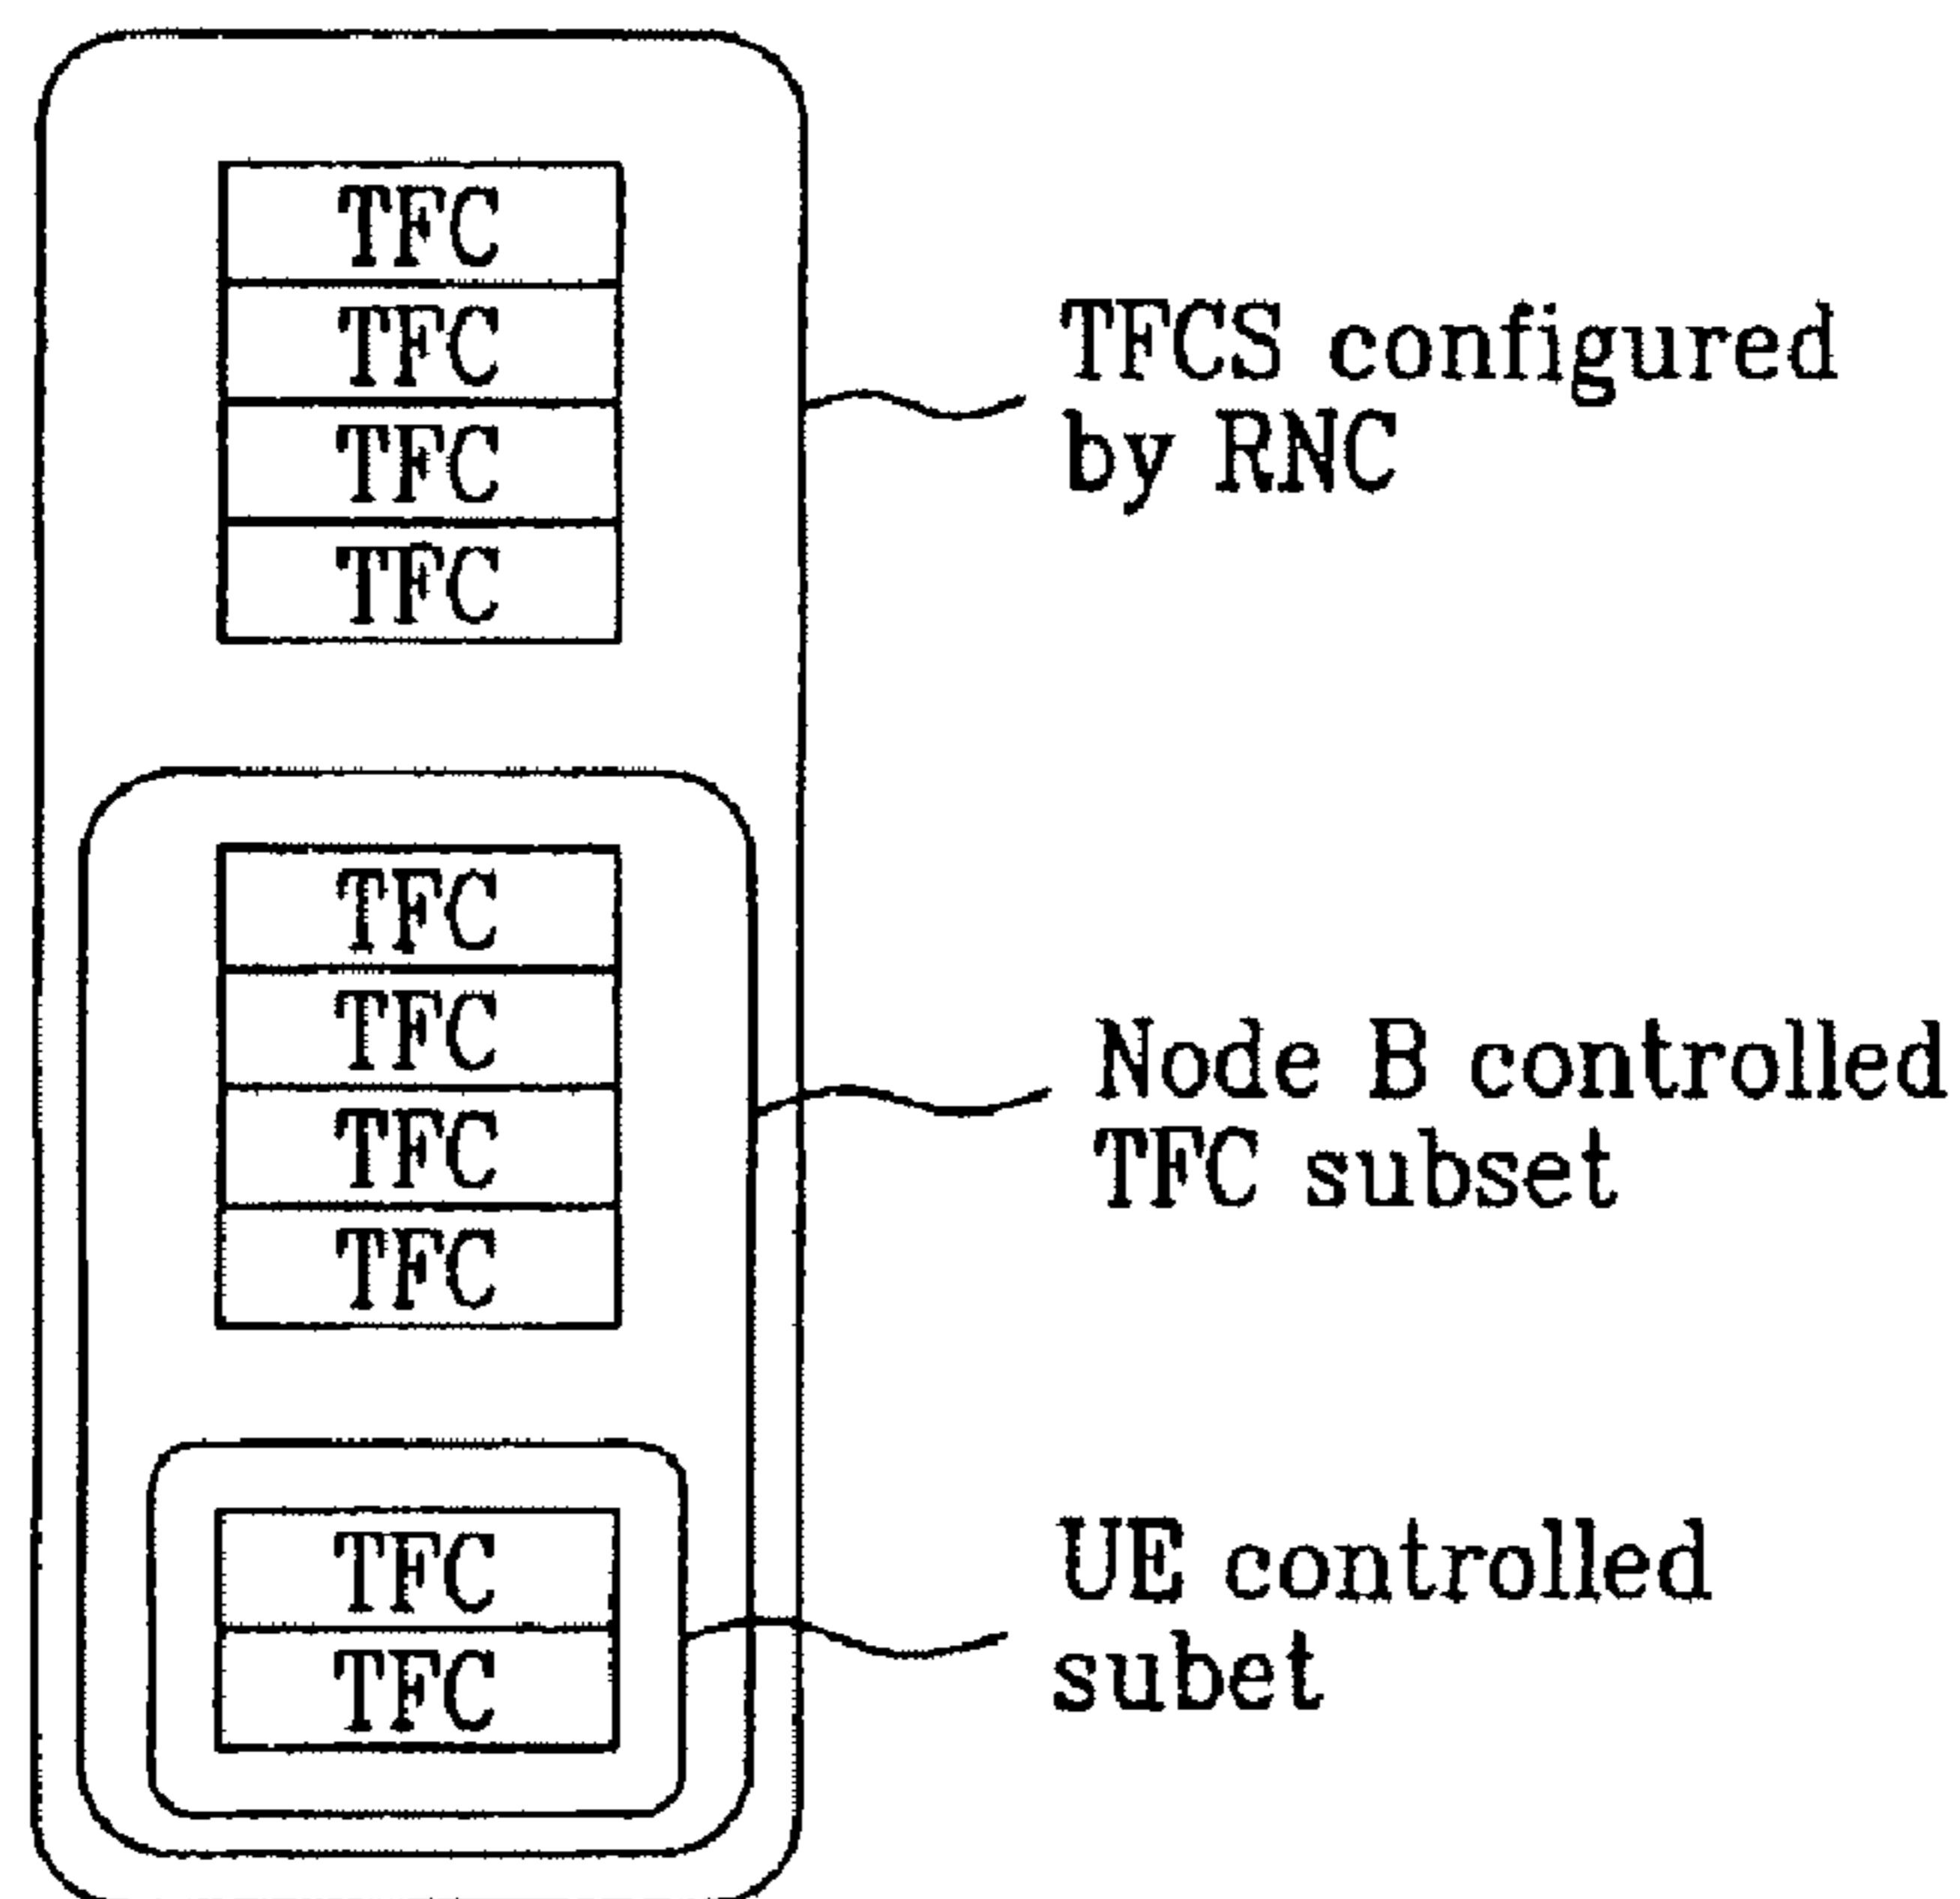 TFC
TFC
TFC
TFC
TFCS configured
by RNC
TFC
TFC
TFC
TFC
Node B controlled
TFC subset
TFC
TFC
UE controlled
subet